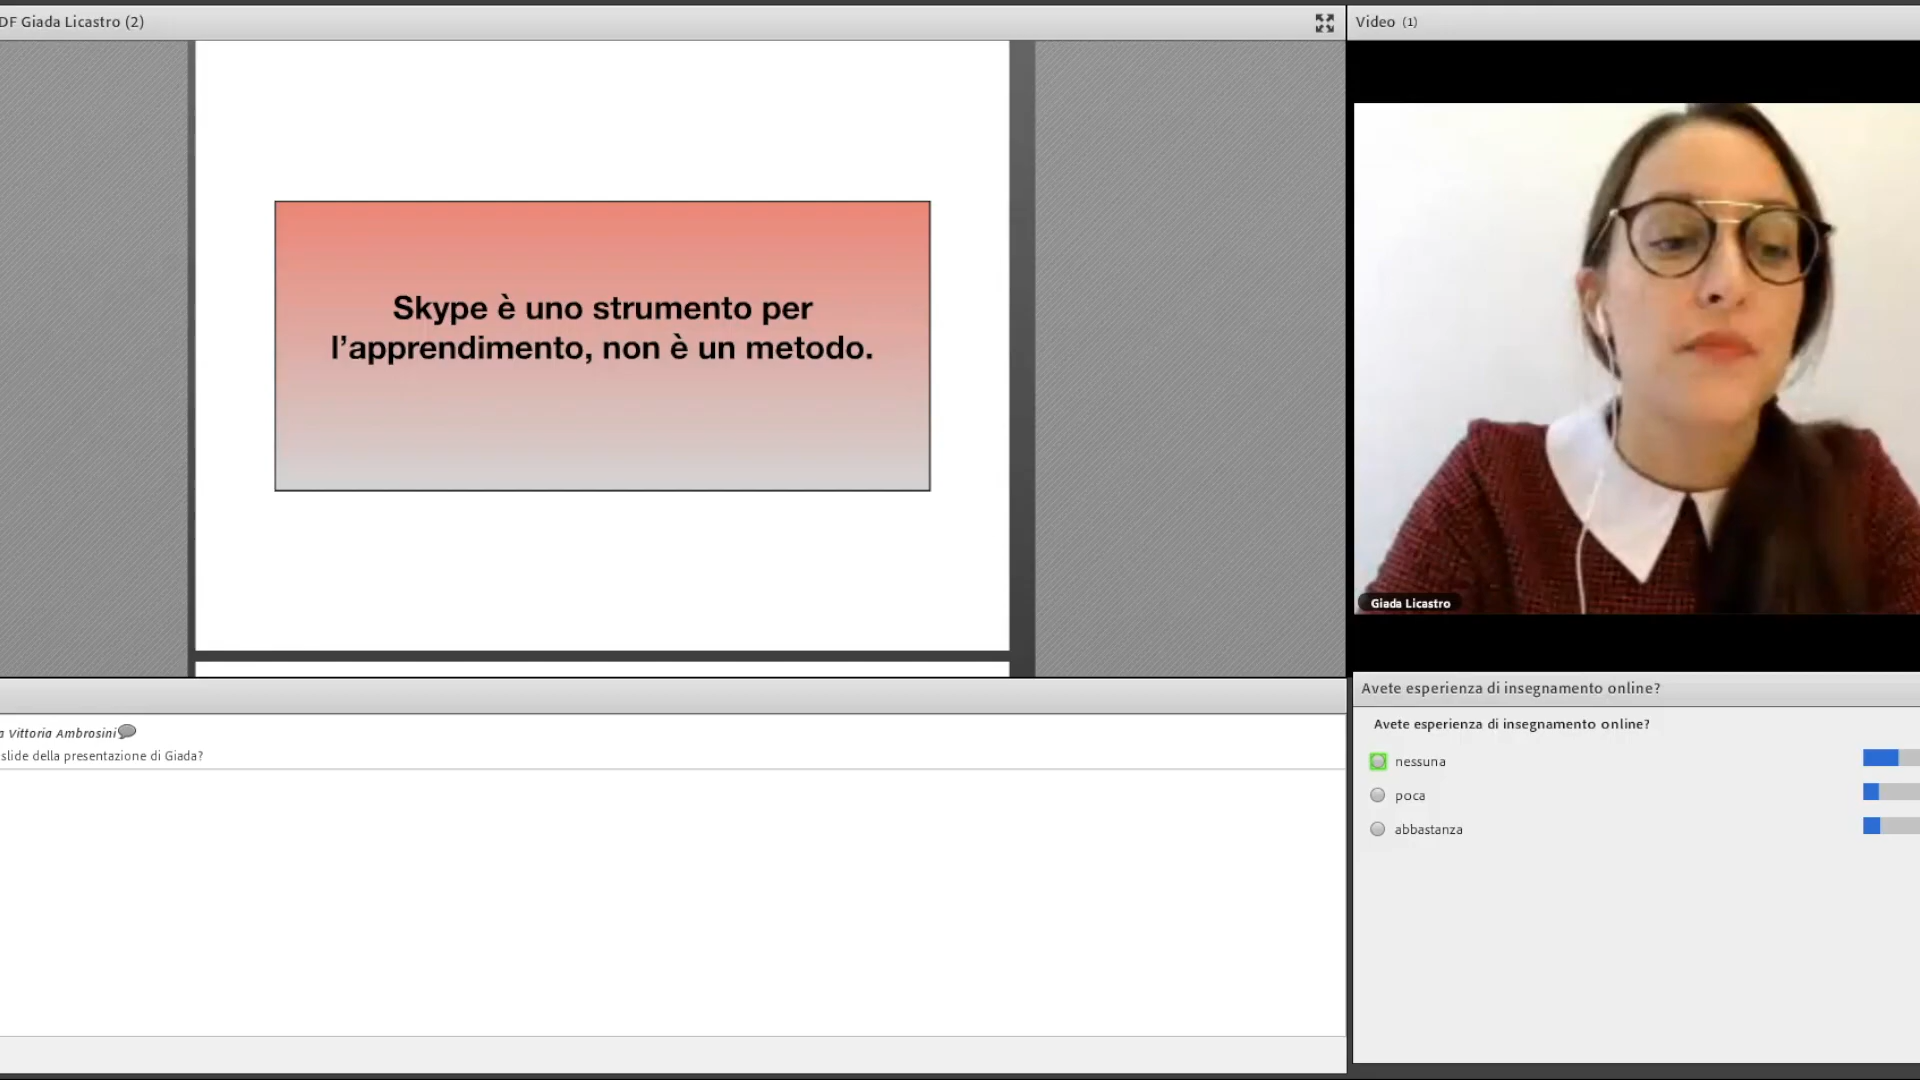 DF Giada Licastro (2)
Video (1)
Skype è uno strumento per
l’apprendimento, non è un metodo.
Giada Licastro
a Vittoria Ambrosini
slide della presentazione di Giada?
Avete esperienza di insegnamento online?
Avete esperienza di insegnamento online?
nessuna
poca
abbastanza